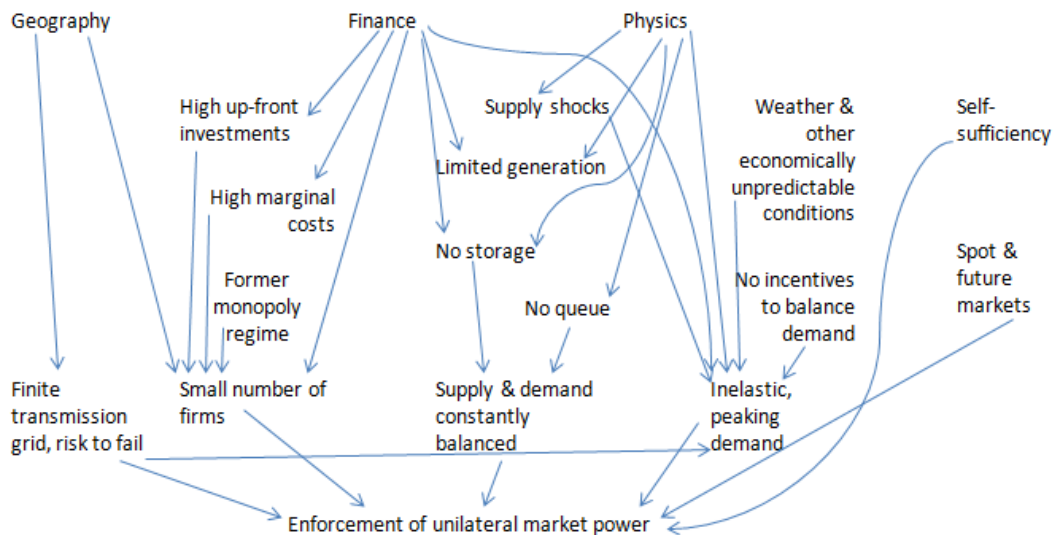 Geography
Finance
Physics
High up-front
investments
Supply shocks
Weather &
other
economically
unpredictable
conditions
Self-
sufficiency
Limited generation
High marginal
costs
No storage
Spot &
future
markets
Former
monopoly
regime
No queue
No incentives
to balance
demand
Finite
transmission
grid, risk to fail
Small number of
firms
Supply & demand
constantly
balanced
Inelastic,
peaking
demand
Enforcement of unilateral market power